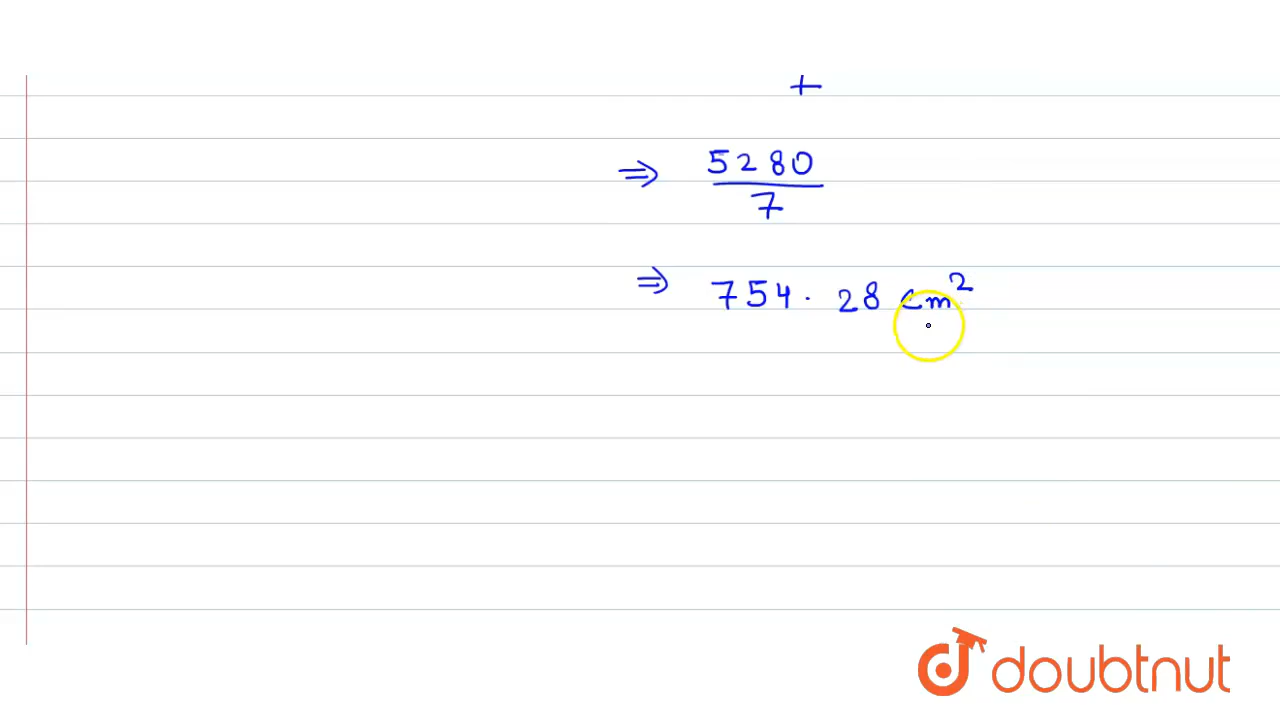 ⇒ 5280
7
⇒ 754.28 cm²
doubtnut